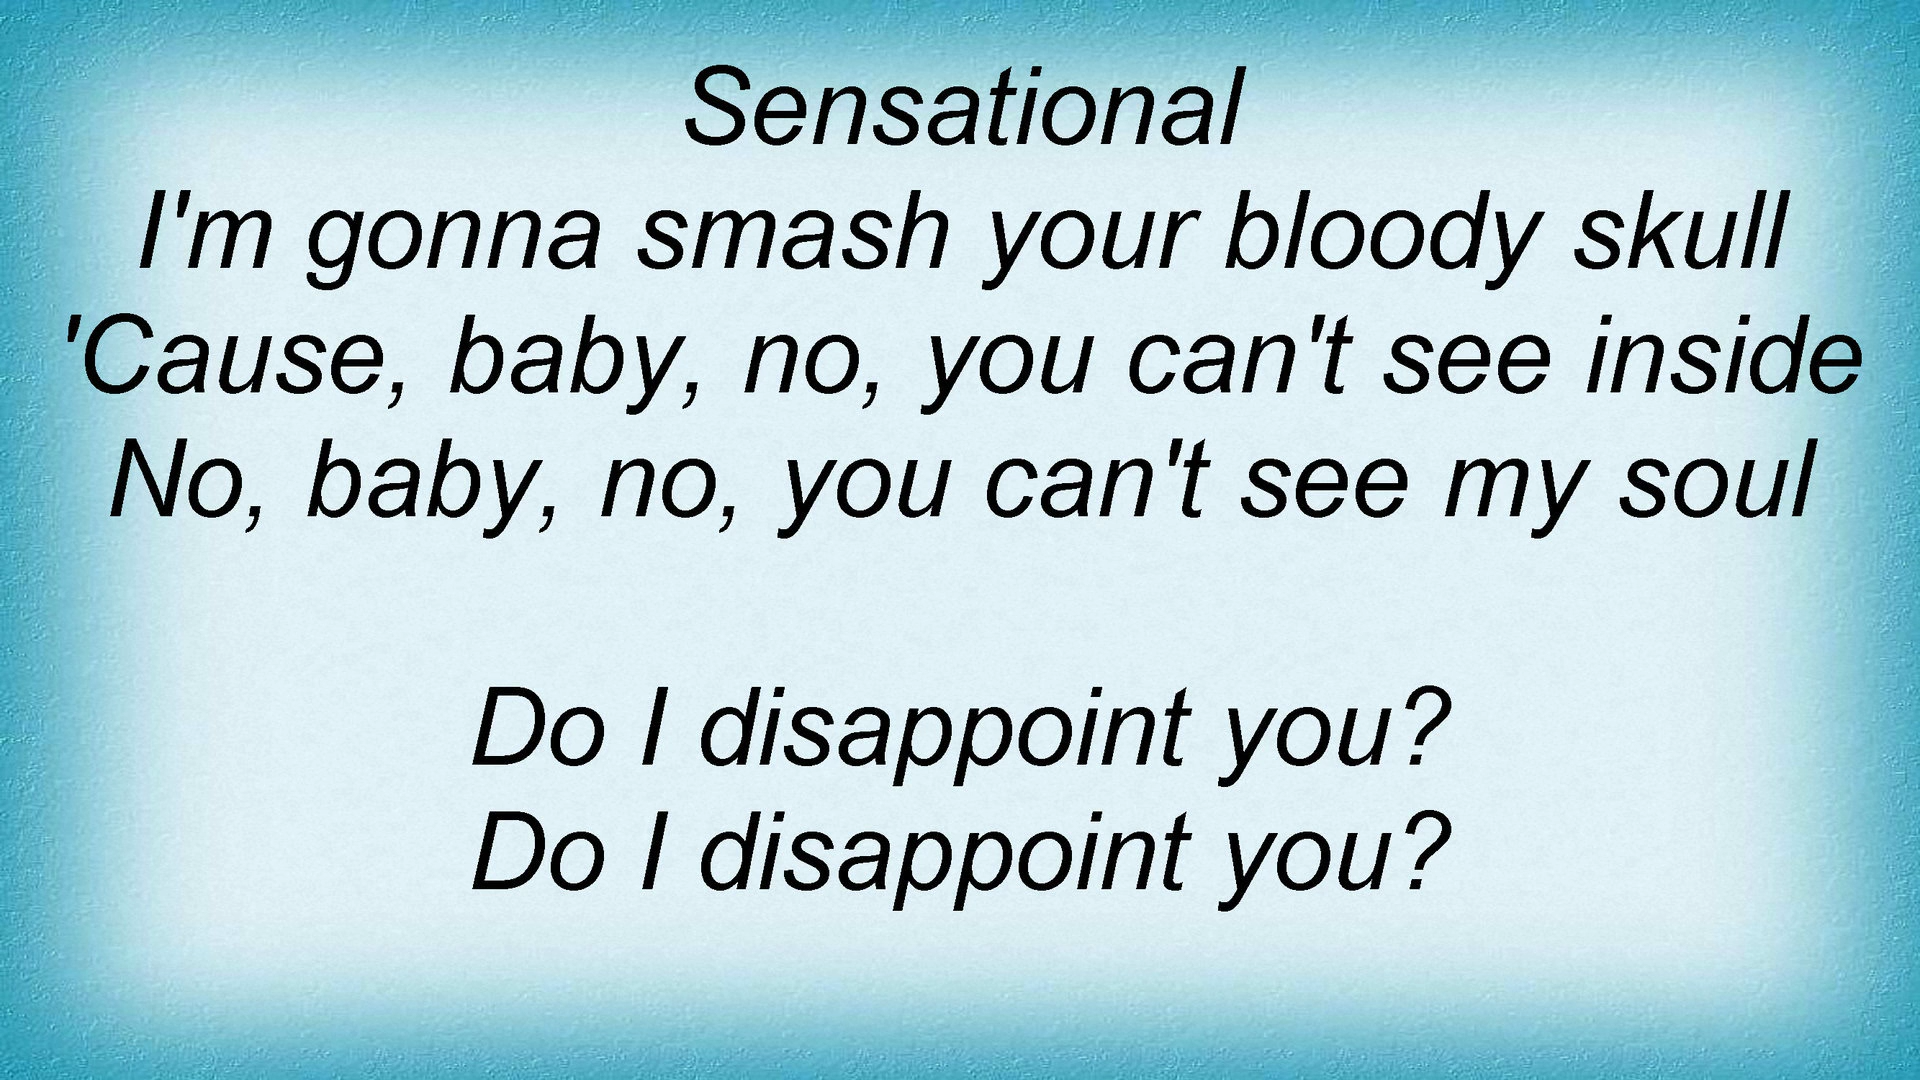 Sensational
I'm gonna smash your bloody skull
'Cause, baby, no, you can't see inside
No, baby, no, you can't see my soul
Do I disappoint you?
Do I disappoint you?